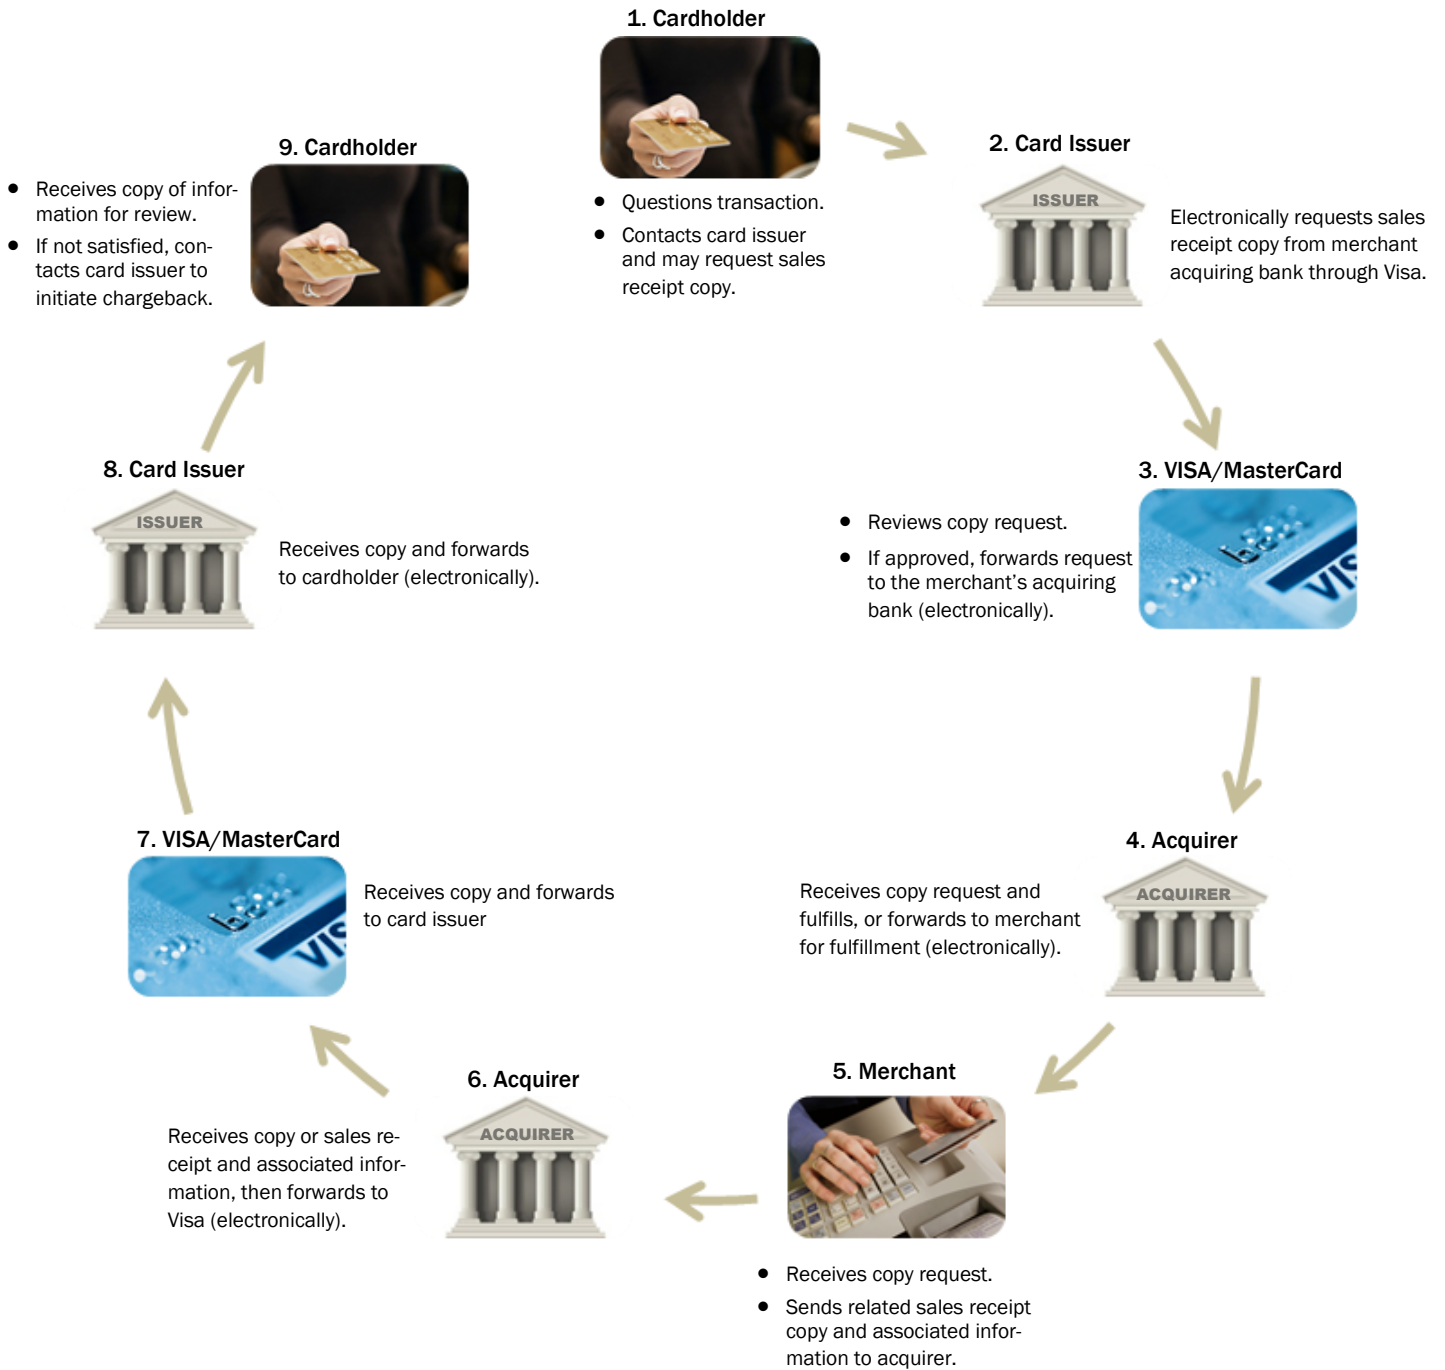 1. Cardholder
• Questions transaction.
• Contacts card issuer
and may request sales
receipt copy.
2. Card Issuer
ISSUER
Electronically requests sales
receipt copy from merchant
acquiring bank through Visa.
3. VISA/MasterCard
• Reviews copy request.
• If approved, forwards request
to the merchant's acquiring
bank (electronically).
VIS
4. Acquirer
ACQUIRER
Receives copy request and
fulfills, or forwards to merchant
for fulfillment (electronically).
5. Merchant
• Receives copy request.
• Sends related sales receipt
copy and associated infor-
mation to acquirer.
6. Acquirer
ACQUIRER
Receives copy or sales re-
ceipt and associated infor-
mation, then forwards to
Visa (electronically).
7. VISA/MasterCard
VIS
Receives copy and forwards
to card issuer
8. Card Issuer
ISSUER
Receives copy and forwards
to cardholder (electronically).
9. Cardholder
• Receives copy of infor-
mation for review.
• If not satisfied, con-
tacts card issuer to
initiate chargeback.